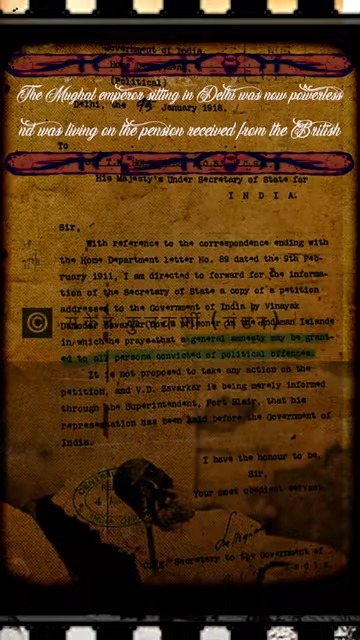 Government of India.
(Political)
The Mughal emperor sitting in Delhi was now powerless
Delhi, the January 1918.
nd was living on the pension received from the British
To
His Majesty's Under Secretary of State for
I N D I A.
Sir,
With reference to the correspondence ending with
the Home Department letter No. 89 dated the 9th Feb-
ruary 1911, I am directed to forward for the informa-
tion of the Secretary of State a copy of a petition
addressed to the Government of India by Vinayak
Damodar Savarkar (now a prisoner in the Andaman Islands
in which he prays that a general amnesty may be grant-
ed to all persons convicted of political offences.
It is not proposed to take any action on the
petition, and V.D. Savarkar is being merely informed
through the Superintendent, Port Blair, that his
representation has been laid before the Government of
India.
I have the honour to be,
Sir,
Your most obedient servant
Secretary to the Government of
India